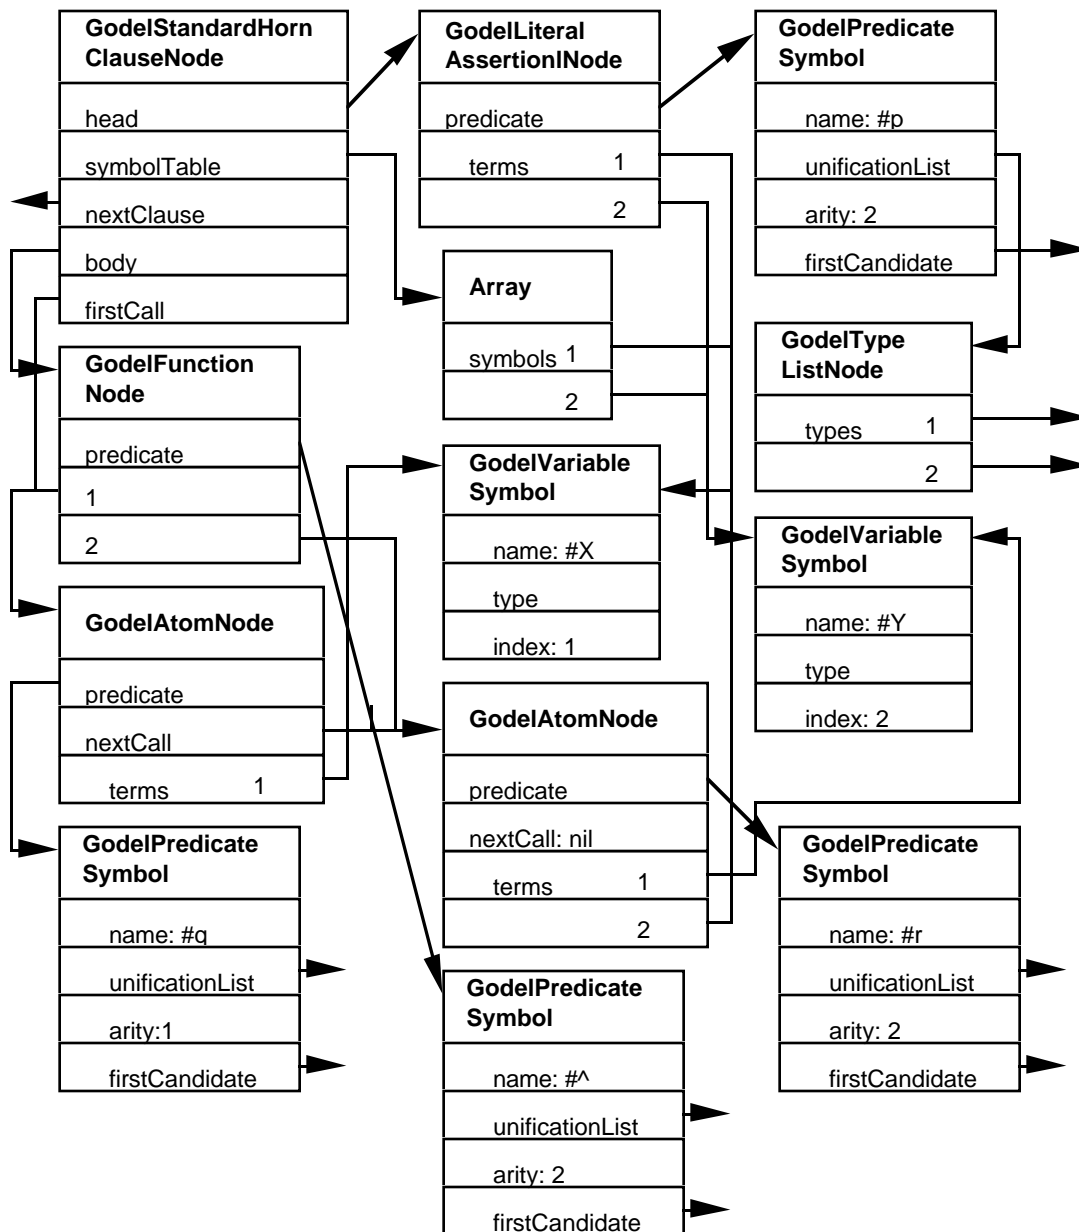 GodelStandardHorn
ClauseNode
head
symbolTable
nextClause
body
firstCall
GodelLiteral
AssertionlNode
predicate
terms 1
2
GodelPredicate
Symbol
name: #p
unificationList
arity: 2
firstCandidate
Array
symbols 1
2
GodelType
ListNode
types 1
2
GodelFunction
Node
predicate
1
2
GodelVariable
Symbol
name: #X
type
index: 1
GodelVariable
Symbol
name: #Y
type
index: 2
GodelAtomNode
predicate
nextCall
terms 1
GodelAtomNode
predicate
nextCall: nil
terms 1
2
GodelPredicate
Symbol
name: #q
unificationList
arity:1
firstCandidate
GodelPredicate
Symbol
name: #^
unificationList
arity: 2
firstCandidate
GodelPredicate
Symbol
name: #r
unificationList
arity: 2
firstCandidate